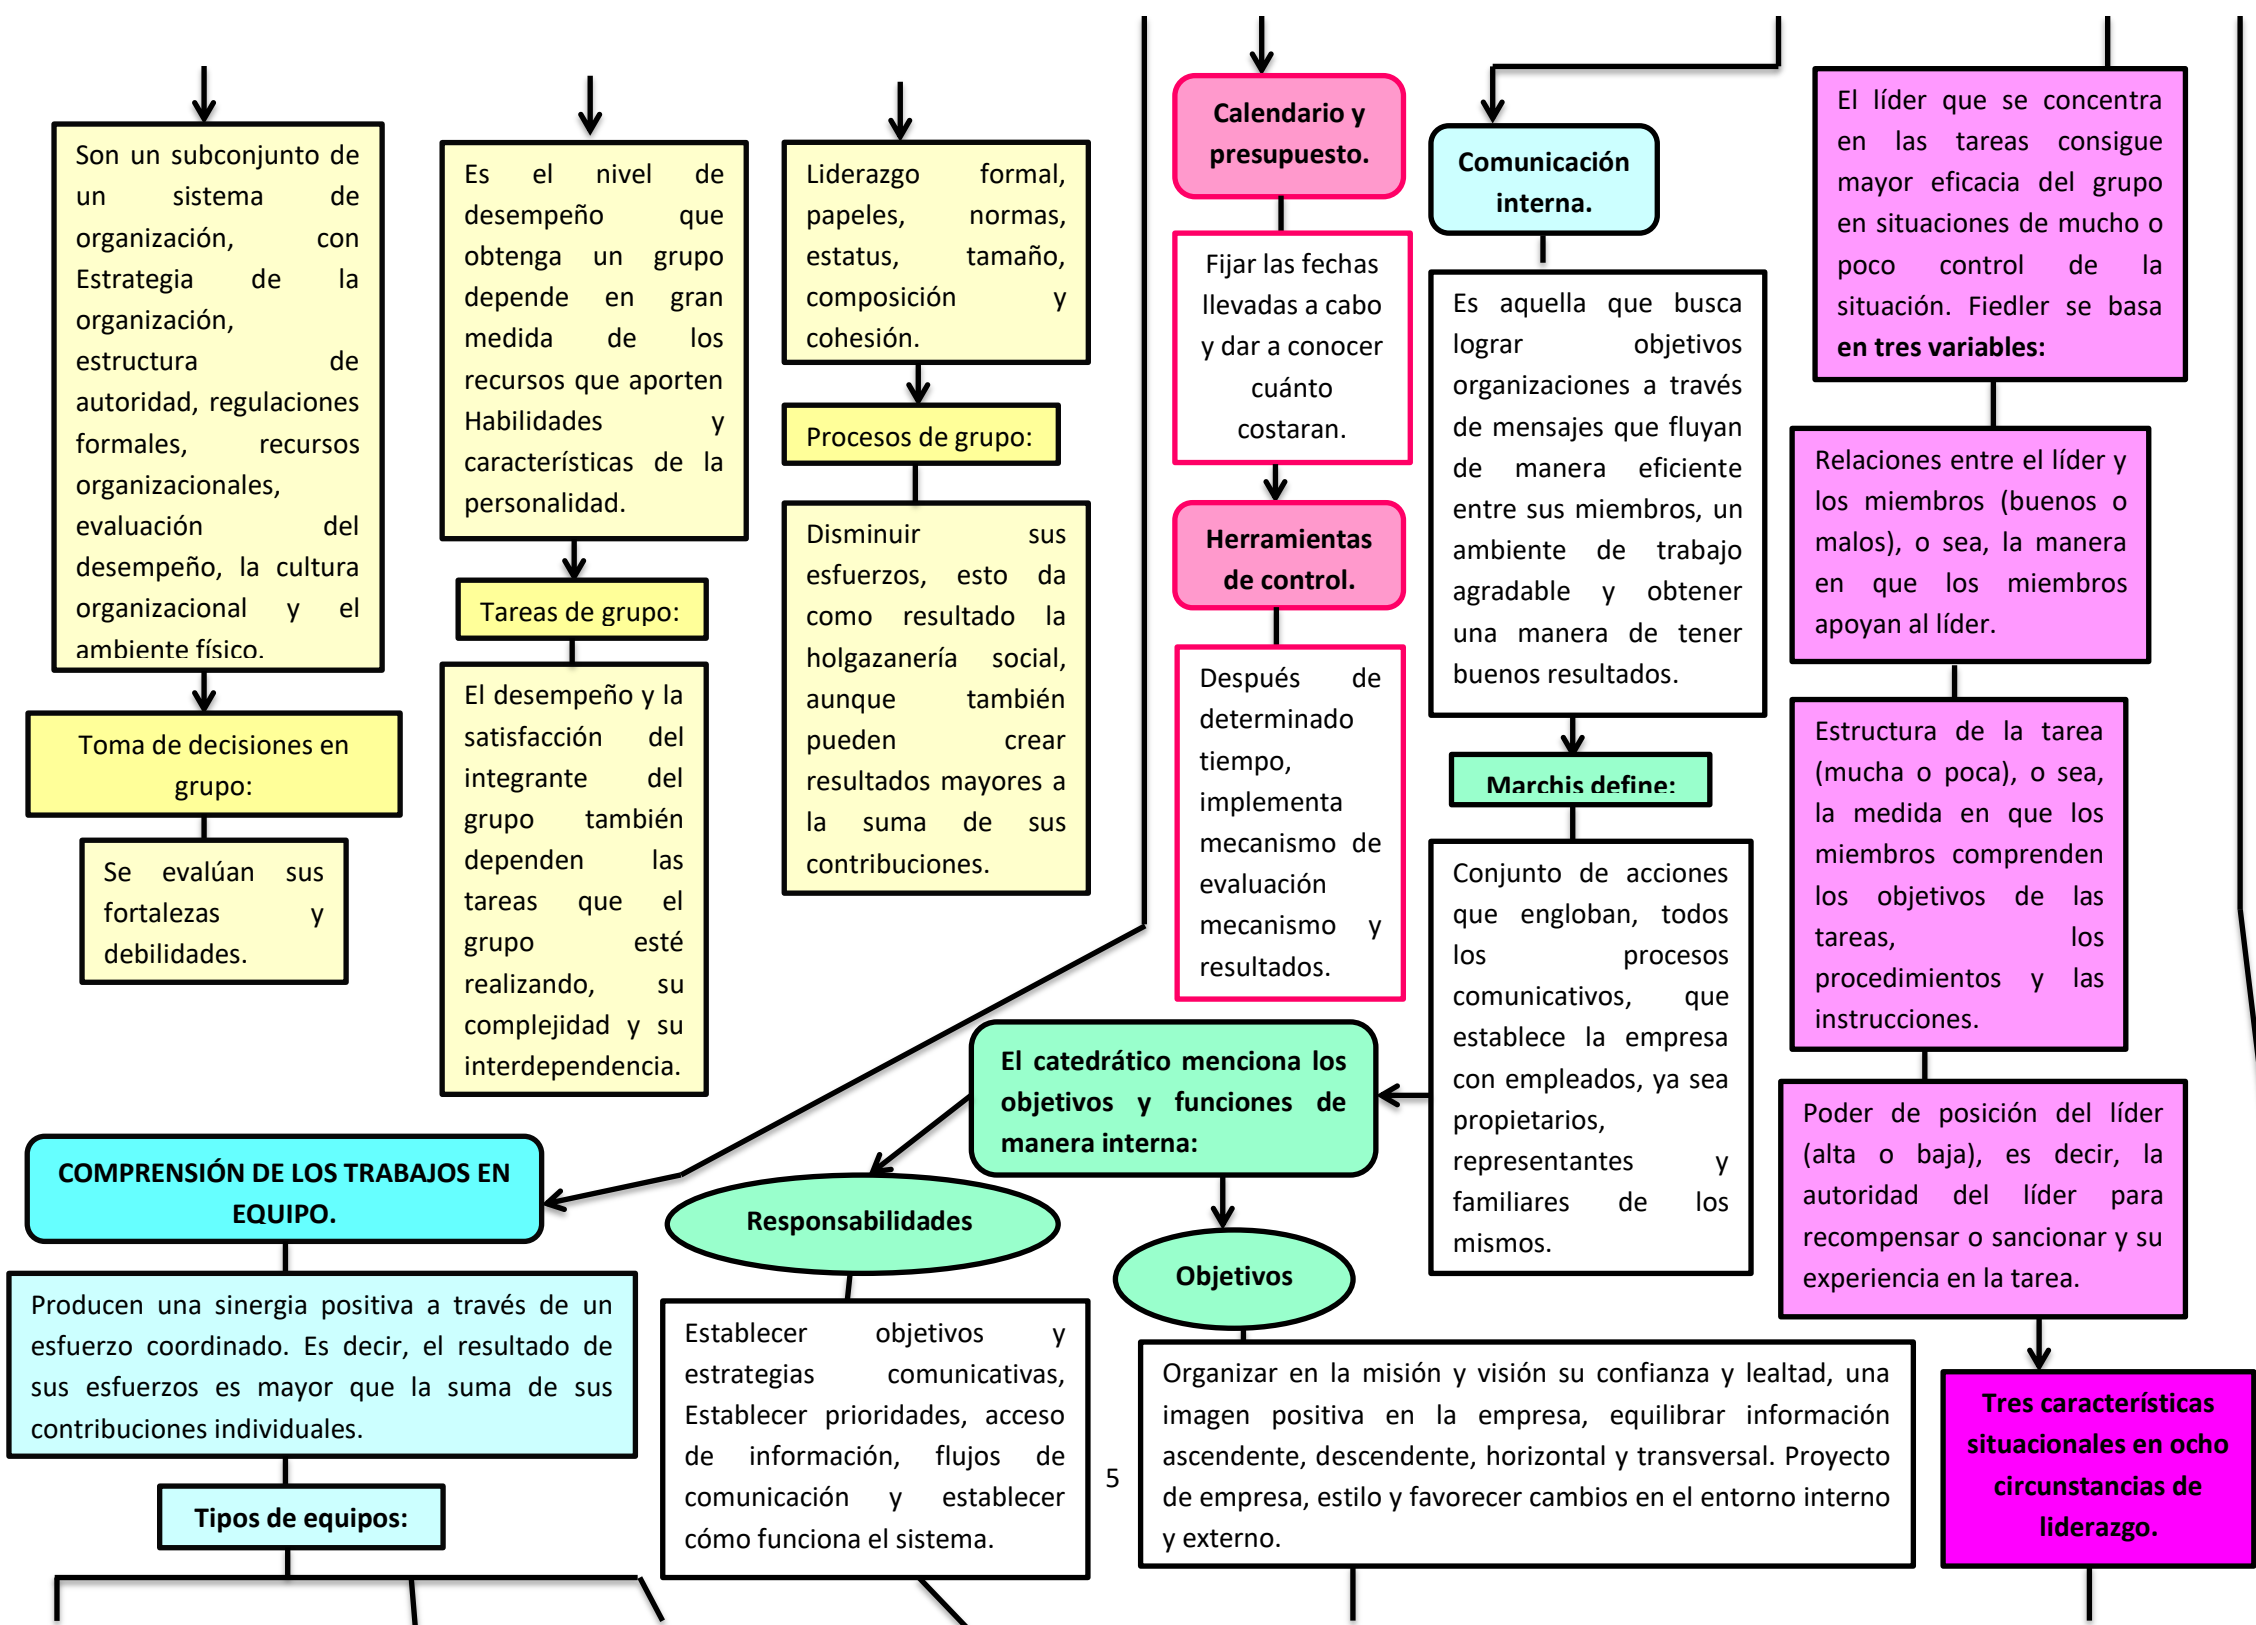 Son un subconjunto de
un sistema de
organización, con
Estrategia de la
organización,
estructura de
autoridad, regulaciones
formales, recursos
organizacionales,
evaluación del
desempeño, la cultura
organizacional y el
ambiente físico.
Toma de decisiones en
grupo:
Se evalúan sus
fortalezas y
debilidades.
Es el nivel de
desempeño que
obtenga un grupo
depende en gran
medida de los
recursos que aporten
Habilidades y
características de la
personalidad.
Tareas de grupo:
El desempeño y la
satisfacción del
integrante del
grupo también
dependen las
tareas que el
grupo esté
realizando, su
complejidad y su
interdependencia.
Liderazgo formal,
papeles, normas,
estatus, tamaño,
composición y
cohesión.
Procesos de grupo:
Disminuir sus
esfuerzos, esto da
como resultado la
holgazanería social,
aunque también
pueden crear
resultados mayores a
la suma de sus
contribuciones.
Calendario y
presupuesto.
Fijar las fechas
llevadas a cabo
y dar a conocer
cuánto
costaran.
Herramientas
de control.
Después de
determinado
tiempo,
implementa
mecanismo de
evaluación
mecanismo y
resultados.
Comunicación
interna.
Es aquella que busca
lograr objetivos
organizaciones a través
de mensajes que fluyan
de manera eficiente
entre sus miembros, un
ambiente de trabajo
agradable y obtener
una manera de tener
buenos resultados.
Marchis define:
Conjunto de acciones
que engloban, todos
los procesos
comunicativos, que
establece la empresa
con empleados, ya sea
propietarios,
representantes y
familiares de los
mismos.
El líder que se concentra
en las tareas consigue
mayor eficacia del grupo
en situaciones de mucho o
poco control de la
situación. Fiedler se basa
en tres variables:
Relaciones entre el líder y
los miembros (buenos o
malos), o sea, la manera
en que los miembros
apoyan al líder.
Estructura de la tarea
(mucha o poca), o sea,
la medida en que los
miembros comprenden
los objetivos de las
tareas, los
procedimientos y las
instrucciones.
Poder de posición del líder
(alta o baja), es decir, la
autoridad del líder para
recompensar o sancionar y su
experiencia en la tarea.
Tres características
situacionales en ocho
circunstancias de
liderazgo.
El catedrático menciona los
objetivos y funciones de
manera interna:
Responsabilidades
Establecer objetivos y
estrategias comunicativas,
Establecer prioridades, acceso
de información, flujos de
comunicación y establecer
cómo funciona el sistema.
Objetivos
Organizar en la misión y visión su confianza y lealtad, una
imagen positiva en la empresa, equilibrar información
ascendente, descendente, horizontal y transversal. Proyecto
de empresa, estilo y favorecer cambios en el entorno interno
y externo.
COMPRENSIÓN DE LOS TRABAJOS EN
EQUIPO.
Producen una sinergia positiva a través de un
esfuerzo coordinado. Es decir, el resultado de
sus esfuerzos es mayor que la suma de sus
contribuciones individuales.
Tipos de equipos:
5